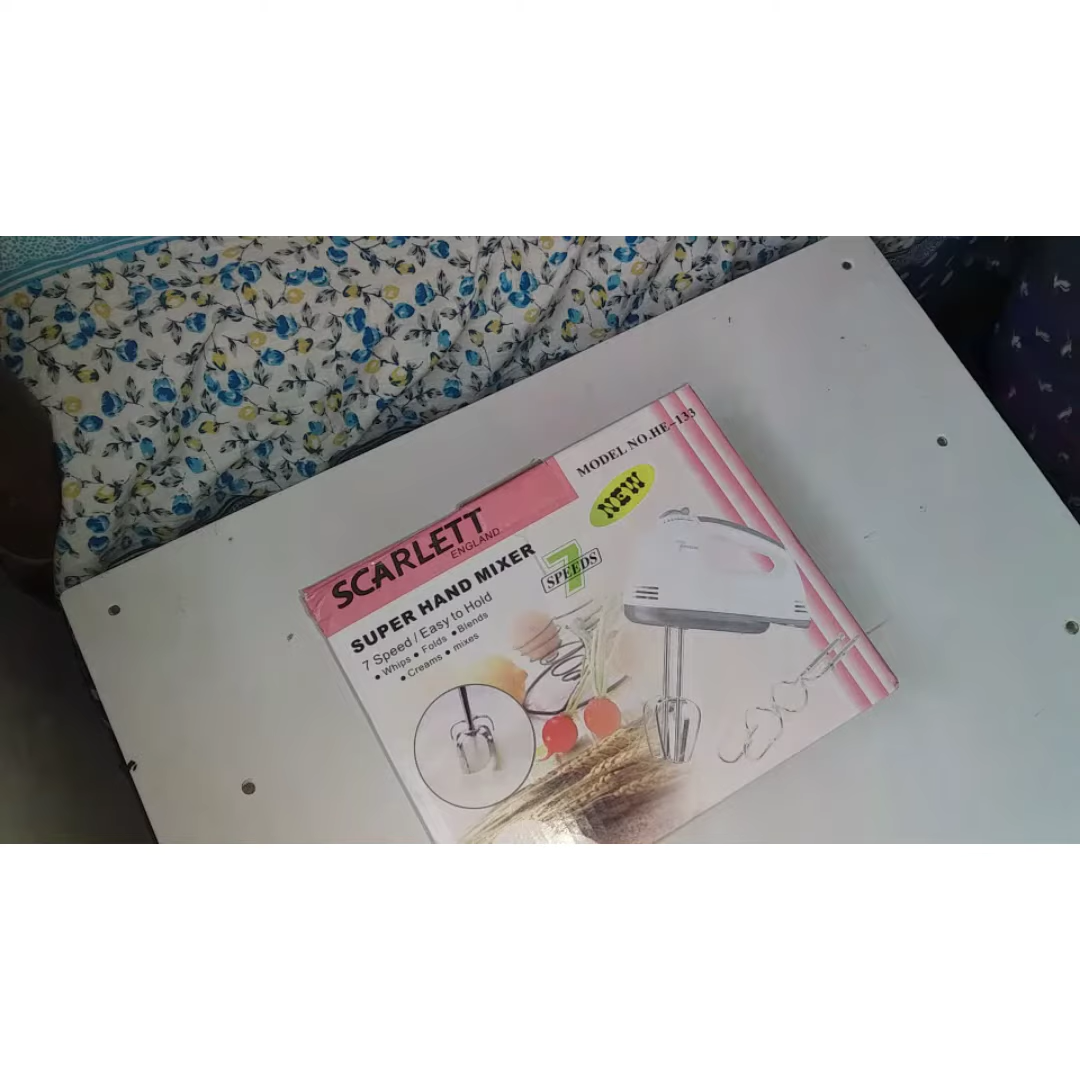 MODEL NO.HE-133
NEW
SCARLETT
ENGLAND
SUPER HAND MIXER
7
SPEEDS
7 Speed / Easy to Hold
• Whips • Folds • Blends
• Creams • mixes